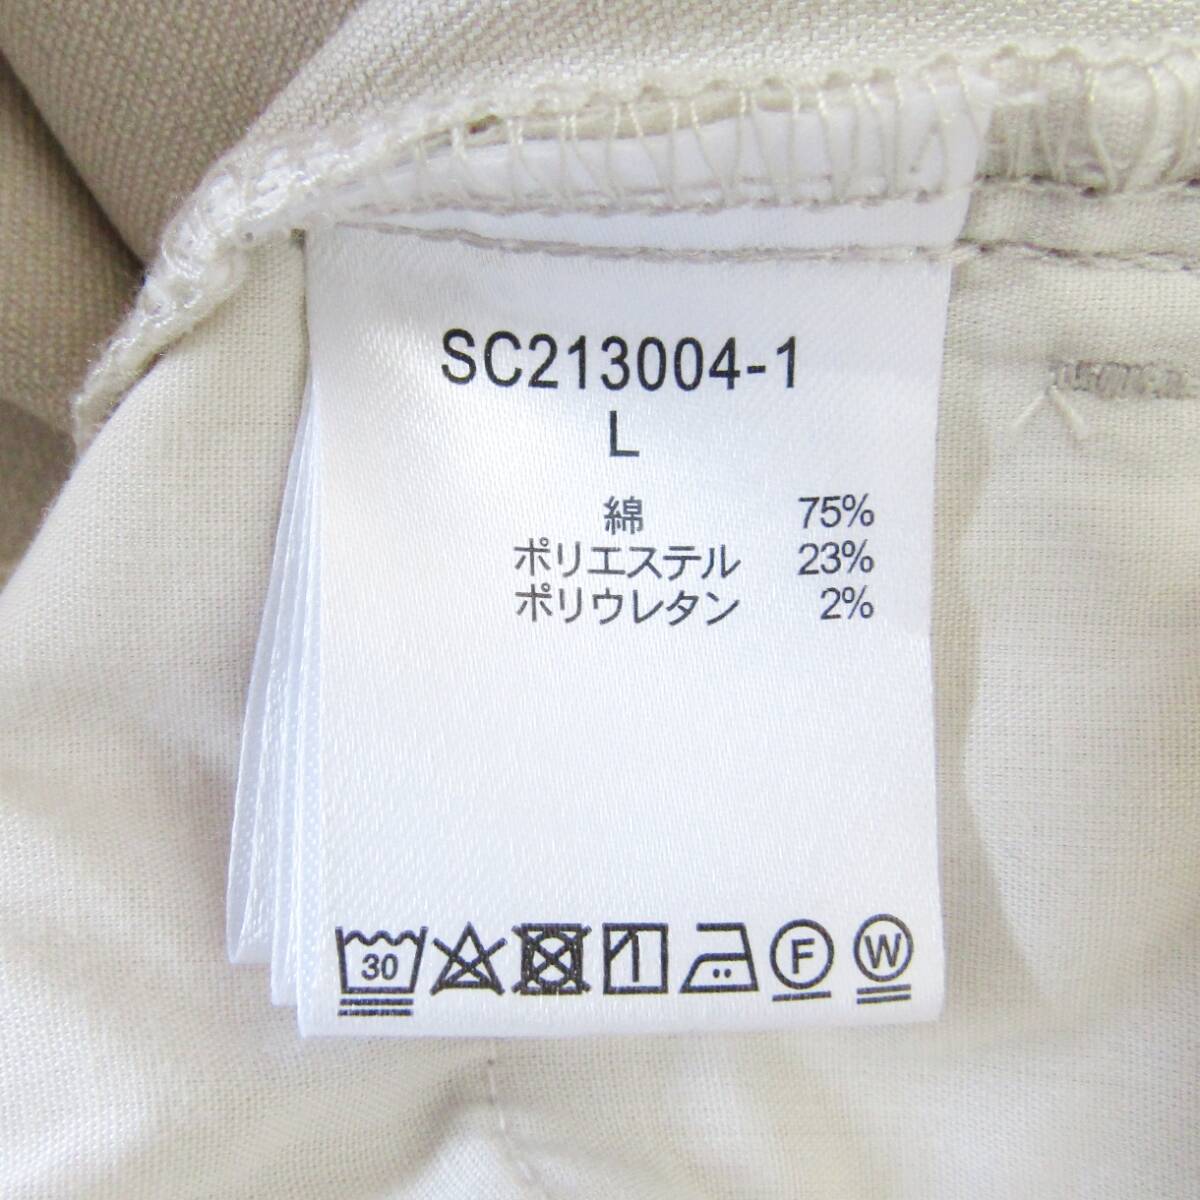 SC213004-1
L
綿 75%
ポリエステル 23%
ポリウレタン 2%
30 F W